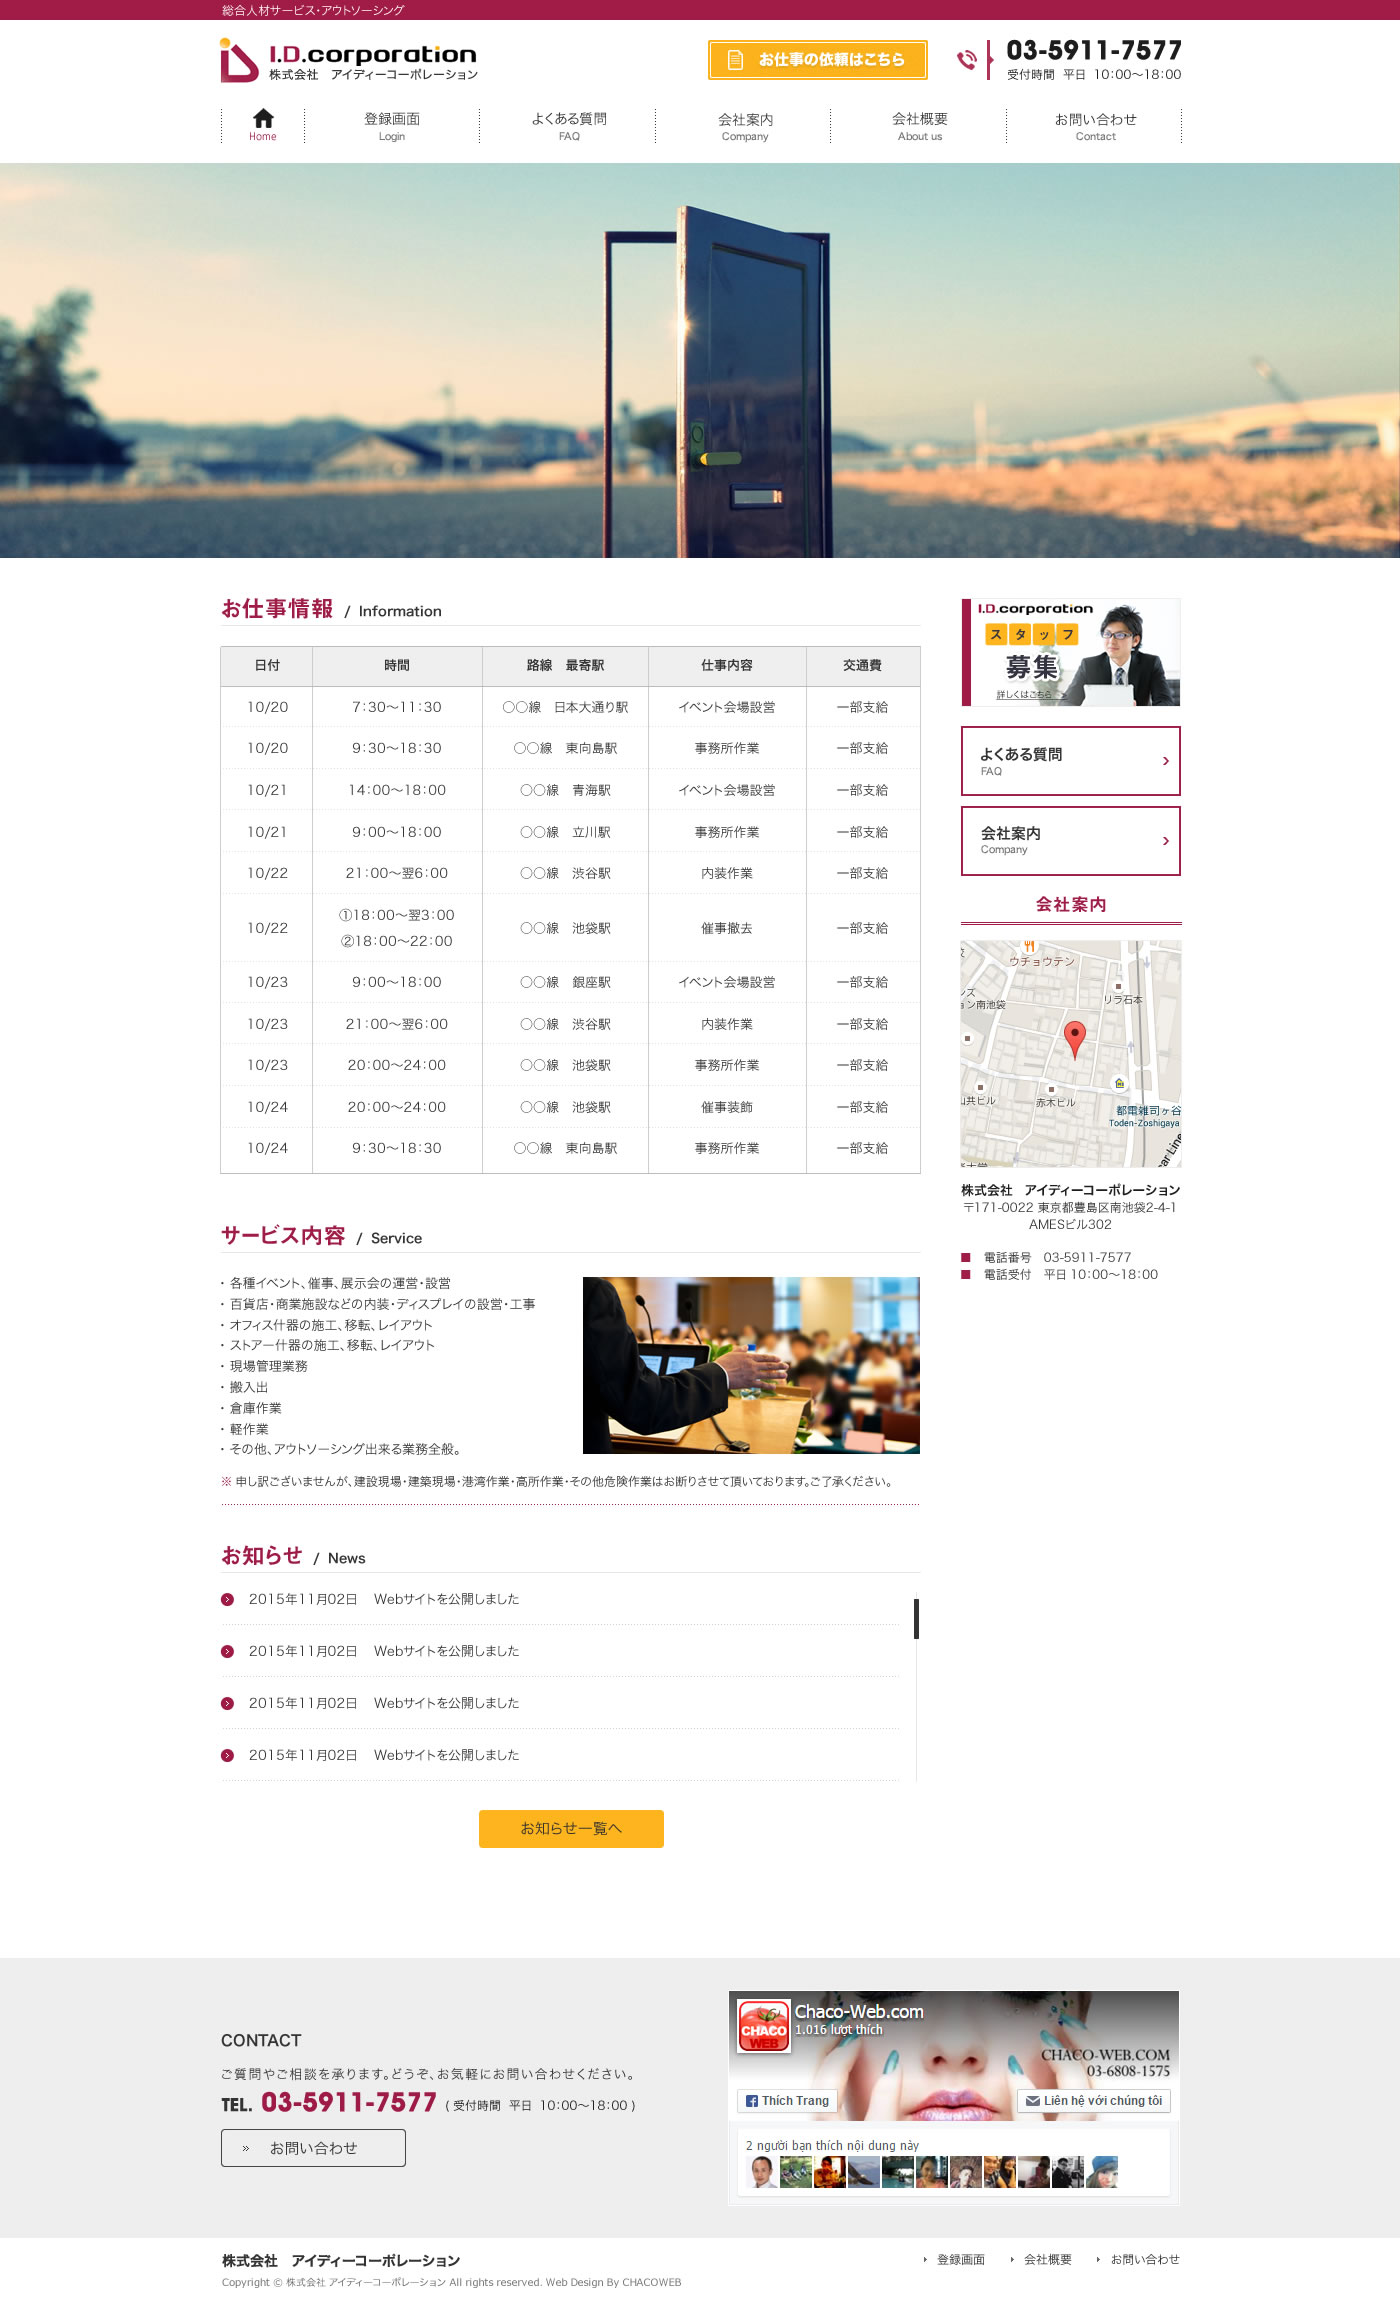 総合人材サービス・アウトソーシング
I.D.corporation
株式会社　アイディーコーポレーション
お仕事の依頼はこちら
03-5911-7577
受付時間 平日 10:00～18:00
Home
登録画面
Login
よくある質問
FAQ
会社案内
Company
会社概要
About us
お問い合わせ
Contact
お仕事情報 / Information
日付 時間 路線　最寄駅 仕事内容 交通費
10/20 7:30～11:30 〇〇線　日本大通り駅 イベント会場設営 一部支給
10/20 9:30～18:30 〇〇線　東向島駅 事務所作業 一部支給
10/21 14:00～18:00 〇〇線　青海駅 イベント会場設営 一部支給
10/21 9:00～18:00 〇〇線　立川駅 事務所作業 一部支給
10/22 21:00～翌6:00 〇〇線　渋谷駅 内装作業 一部支給
10/22 ①18:00～翌3:00 ②18:00～22:00 〇〇線　池袋駅 催事撤去 一部支給
10/23 9:00～18:00 〇〇線　銀座駅 イベント会場設営 一部支給
10/23 21:00～翌6:00 〇〇線　渋谷駅 内装作業 一部支給
10/23 20:00～24:00 〇〇線　池袋駅 事務所作業 一部支給
10/24 20:00～24:00 〇〇線　池袋駅 催事装飾 一部支給
10/24 9:30～18:30 〇〇線　東向島駅 事務所作業 一部支給
サービス内容 / Service
・各種イベント、催事、展示会の運営・設営
・百貨店・商業施設などの内装・ディスプレイの設営・工事
・オフィス什器の施工、移転、レイアウト
・ストアー什器の施工、移転、レイアウト
・現場管理業務
・搬入出
・倉庫作業
・軽作業
・その他、アウトソーシング出来る業務全般。
※ 申し訳ございませんが、建設現場・建築現場・港湾作業・高所作業・その他危険作業はお断りさせて頂いております。ご了承ください。
お知らせ / News
2015年11月02日　Webサイトを公開しました
2015年11月02日　Webサイトを公開しました
2015年11月02日　Webサイトを公開しました
2015年11月02日　Webサイトを公開しました
お知らせ一覧へ
I.D.corporation
スタッフ
募集
詳しくはこちら
よくある質問
FAQ
会社案内
Company
会社案内
ウチョウテン
ンズ
ョン南池袋
リラ石本
山共ビル
赤木ビル
都電雑司ヶ谷
Toden-Zoshigaya
ear Line
株式会社　アイディーコーポレーション
〒171-0022 東京都豊島区南池袋2-4-1
AMESビル302
■ 電話番号　03-5911-7577
■ 電話受付　平日 10:00～18:00
CONTACT
ご質問やご相談を承ります。どうぞ、お気軽にお問い合わせください。
TEL. 03-5911-7577 ( 受付時間 平日 10:00～18:00 )
» お問い合わせ
CHACO WEB
Chaco-Web.com
1.016 lượt thích
CHACO-WEB.COM
03-6808-1575
Thích Trang
Liên hệ với chúng tôi
2 người bạn thích nội dung này
株式会社　アイディーコーポレーション
Copyright © 株式会社 アイディーコーポレーション All rights reserved. Web Design By CHACOWEB
登録画面
会社概要
お問い合わせ